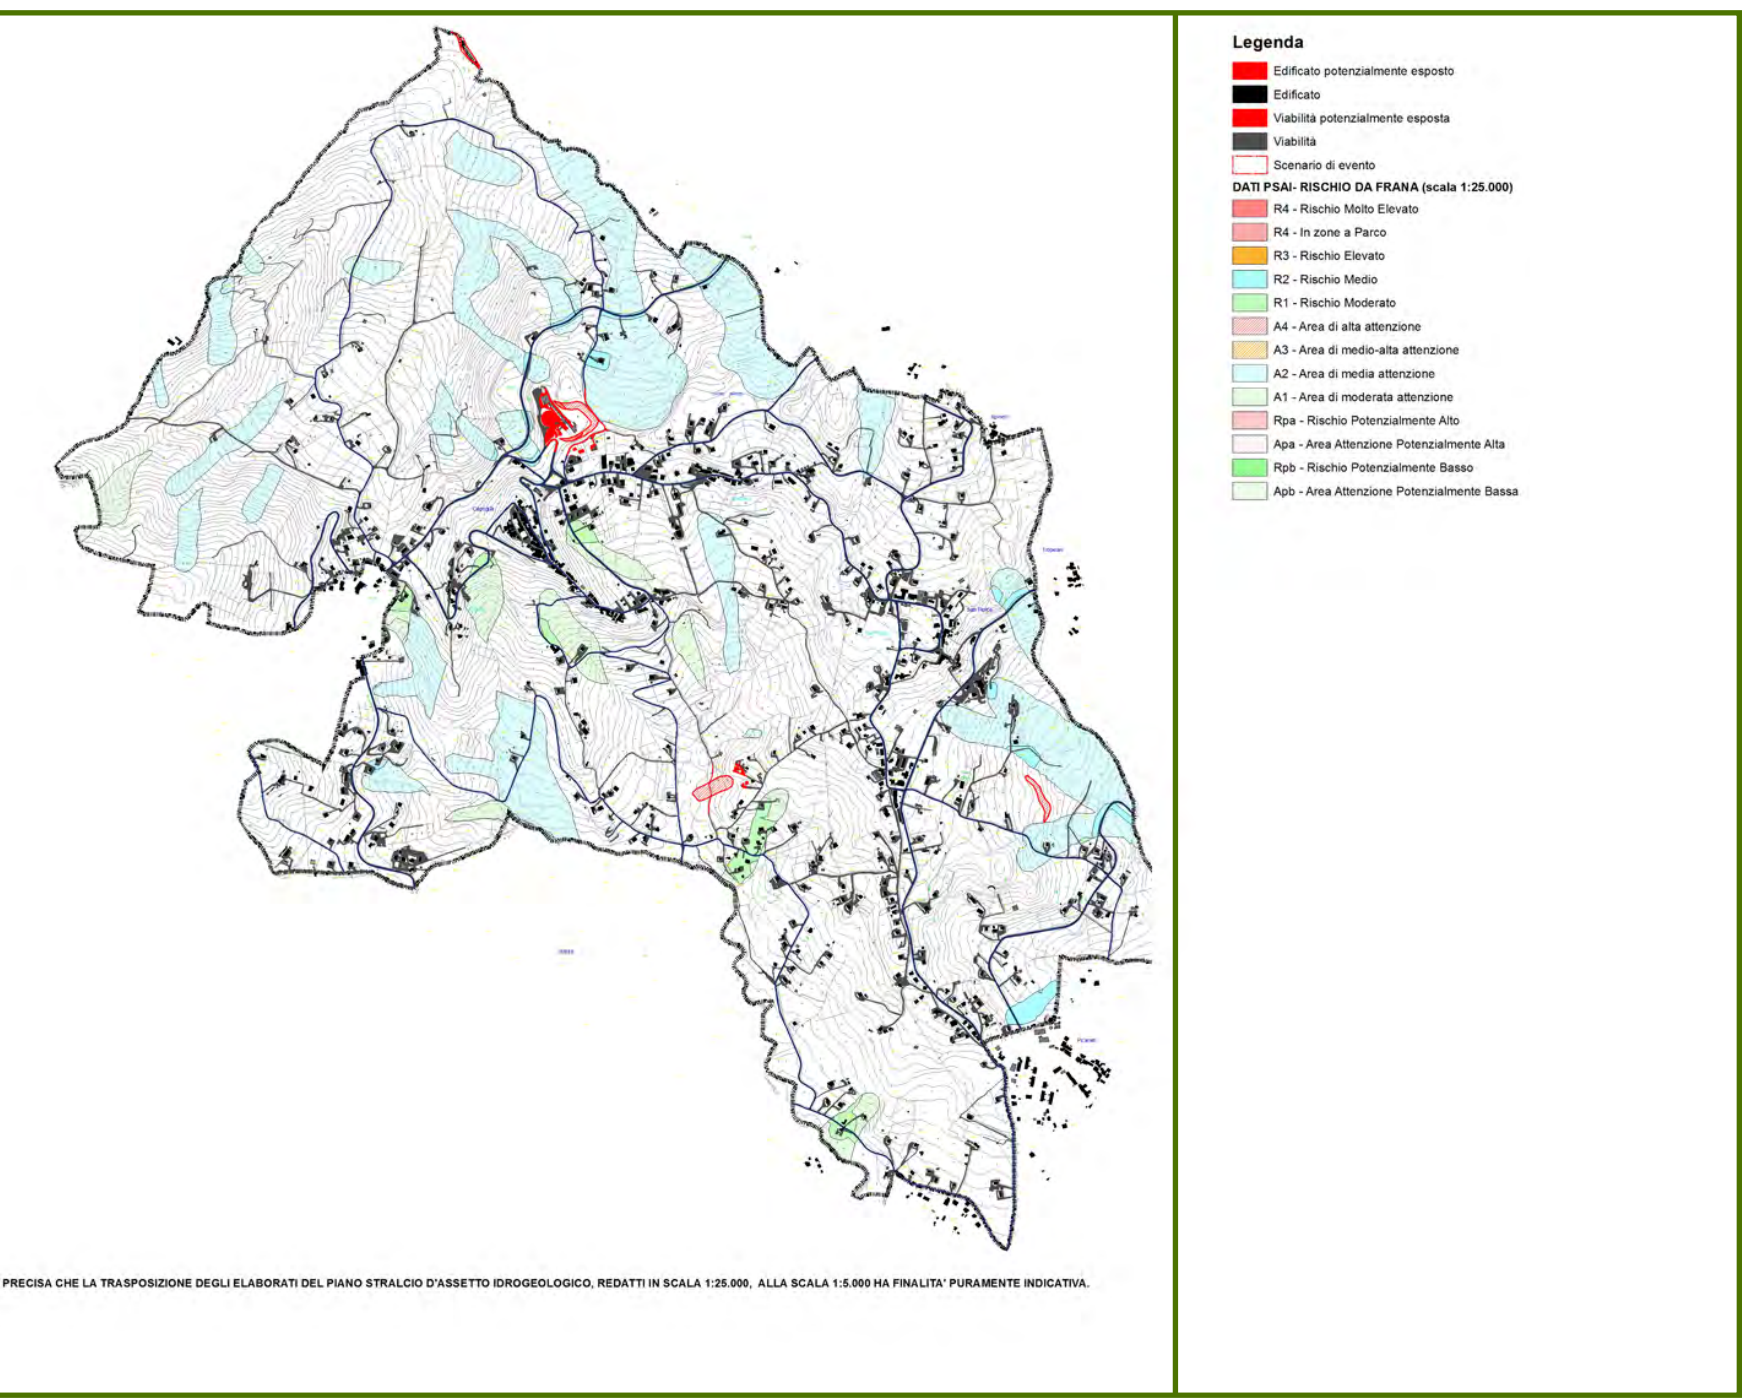 Legenda
Edificato potenzialmente esposto
Edificato
Viabilità potenzialmente esposta
Viabilità
Scenario di evento
DATI PSAI- RISCHIO DA FRANA (scala 1:25.000)
R4 - Rischio Molto Elevato
R4 - In zone a Parco
R3 - Rischio Elevato
R2 - Rischio Medio
R1 - Rischio Moderato
A4 - Area di alta attenzione
A3 - Area di medio-alta attenzione
A2 - Area di media attenzione
A1 - Area di moderata attenzione
Rpa - Rischio Potenzialmente Alto
Apa - Area Attenzione Potenzialmente Alta
Rpb - Rischio Potenzialmente Basso
Apb - Area Attenzione Potenzialmente Bassa
PRECISA CHE LA TRASPOSIZIONE DEGLI ELABORATI DEL PIANO STRALCIO D'ASSETTO IDROGEOLOGICO, REDATTI IN SCALA 1:25.000, ALLA SCALA 1:5.000 HA FINALITA' PURAMENTE INDICATIVA.